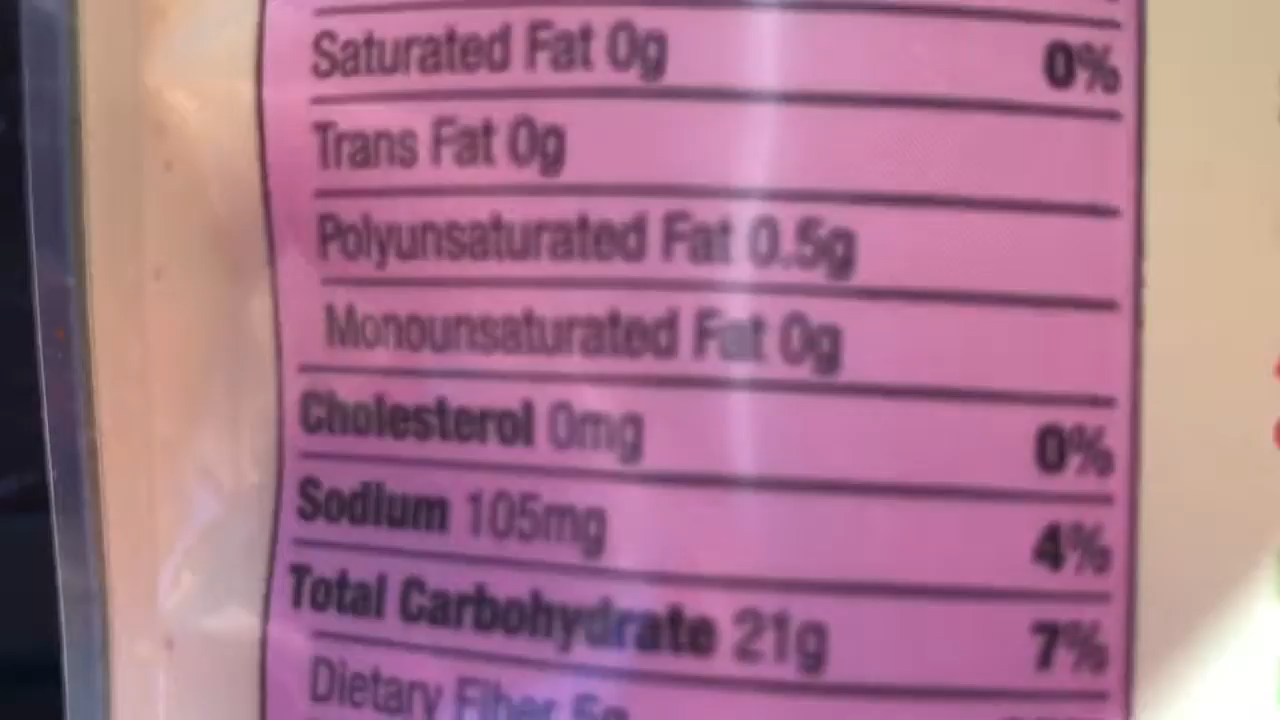 Saturated Fat 0g 0%
Trans Fat 0g
Polyunsaturated Fat 0.5g
Monounsaturated Fat 0g
Cholesterol 0mg 0%
Sodium 105mg 4%
Total Carbohydrate 21g 7%
Dietary Fiber 5g